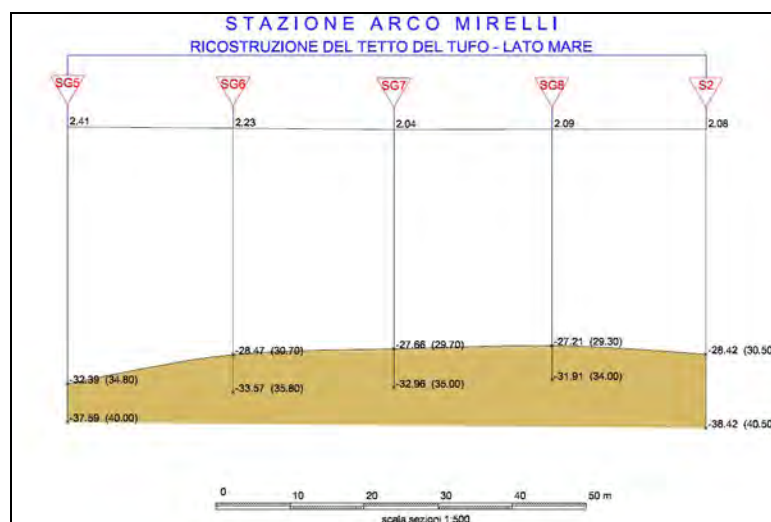 STAZIONE ARCO MIRELLI
RICOSTRUZIONE DEL TETTO DEL TUFO - LATO MARE
SG5 SG6 SG7 SG8 S2
2.41 2.23 2.04 2.09 2.08
-28.47 (30.70) -27.66 (29.70) -27.21 (29.30) -28.42 (30.50)
-32.39 (34.80) -33.57 (35.80) -32.96 (35.00) -31.91 (34.00)
-37.59 (40.00) -38.42 (40.50)
0 10 20 30 40 50 m
scala sezioni 1:500